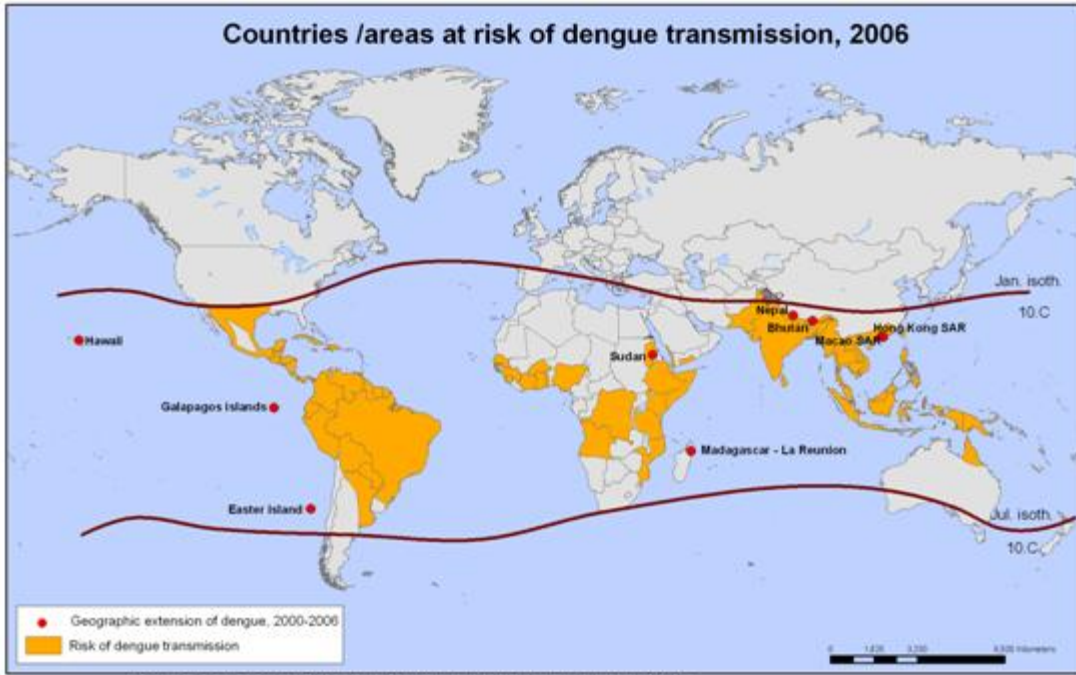 Countries /areas at risk of dengue transmission, 2006
Jan. isoth.
10.C
Nepal
Bhutan
Hong Kong SAR
Macao SAR
Hawaii
Sudan
Galapagos islands
Madagascar - La Reunion
Easter island
Jul. isoth.
10.C
Geographic extension of dengue, 2000-2006
Risk of dengue transmission
0